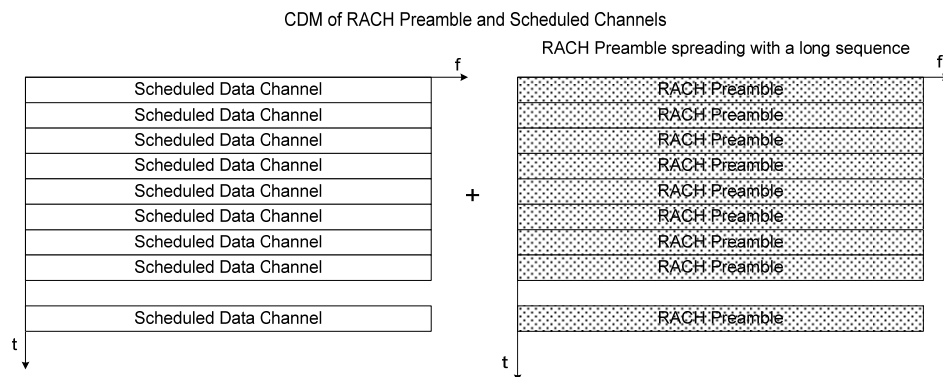 CDM of RACH Preamble and Scheduled Channels
RACH Preamble spreading with a long sequence
f
f
Scheduled Data Channel
Scheduled Data Channel
Scheduled Data Channel
Scheduled Data Channel
Scheduled Data Channel
Scheduled Data Channel
Scheduled Data Channel
Scheduled Data Channel
Scheduled Data Channel
t
+
RACH Preamble
RACH Preamble
RACH Preamble
RACH Preamble
RACH Preamble
RACH Preamble
RACH Preamble
RACH Preamble
RACH Preamble
t